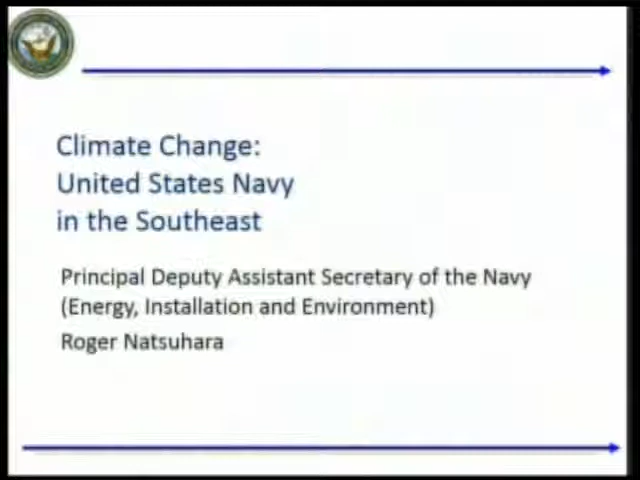 Climate Change:
United States Navy
in the Southeast
Principal Deputy Assistant Secretary of the Navy
(Energy, Installation and Environment)
Roger Natsuhara